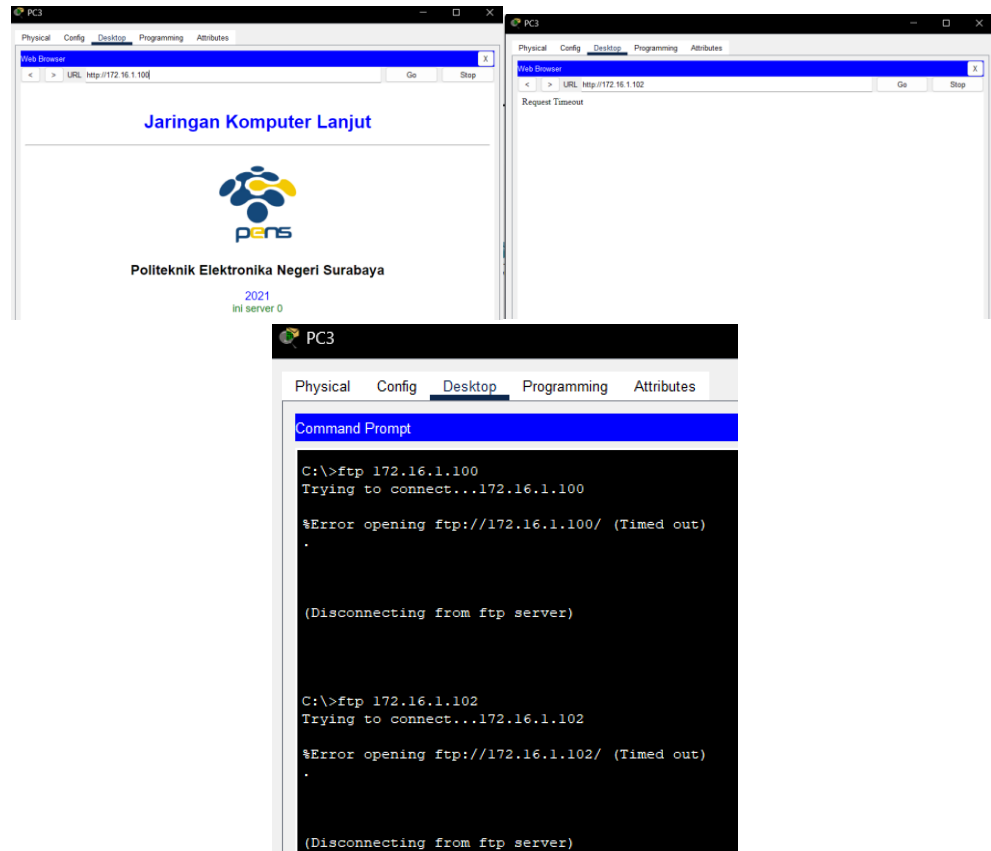 PC3
Physical Config Desktop Programming Attributes
Web Browser X
< > URL http://172.16.1.100 Go Stop
Jaringan Komputer Lanjut
pens
Politeknik Elektronika Negeri Surabaya
2021
ini server 0
PC3
Physical Config Desktop Programming Attributes
Web Browser X
< > URL http://172.16.1.102 Go Stop
Request Timeout
PC3
Physical Config Desktop Programming Attributes
Command Prompt
C:\>ftp 172.16.1.100
Trying to connect...172.16.1.100
%Error opening ftp://172.16.1.100/ (Timed out)
.
(Disconnecting from ftp server)
C:\>ftp 172.16.1.102
Trying to connect...172.16.1.102
%Error opening ftp://172.16.1.102/ (Timed out)
.
(Disconnecting from ftp server)